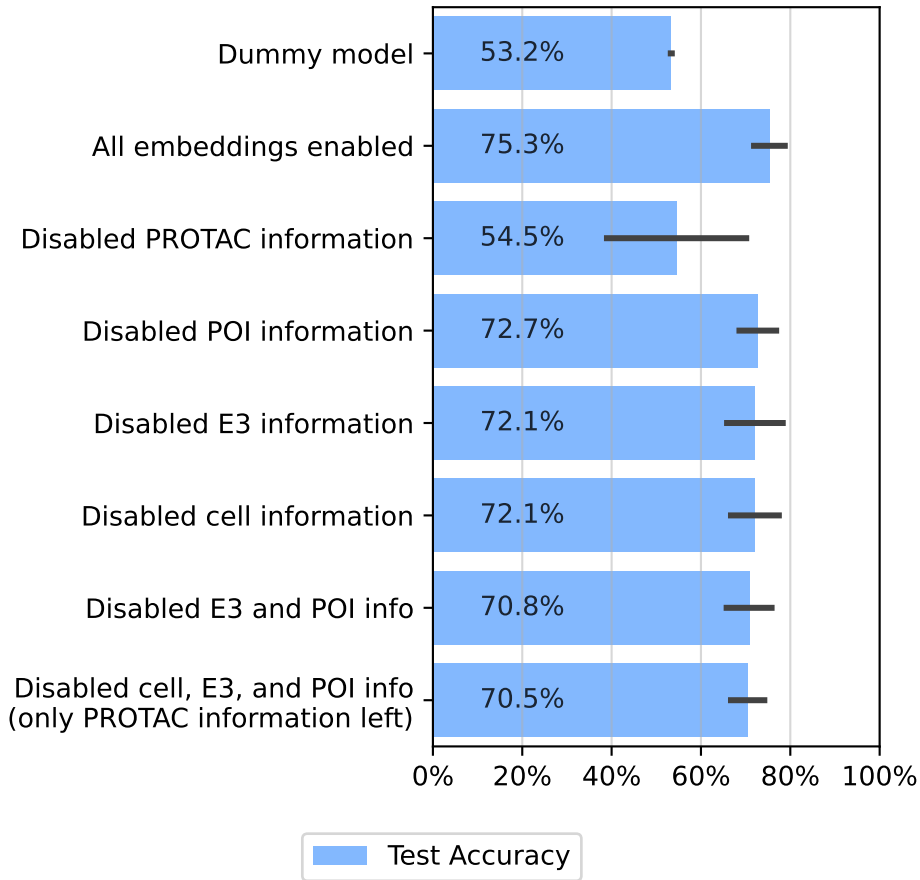 Dummy model
53.2%
All embeddings enabled
75.3%
Disabled PROTAC information
54.5%
Disabled POI information
72.7%
Disabled E3 information
72.1%
Disabled cell information
72.1%
Disabled E3 and POI info
70.8%
Disabled cell, E3, and POI info
(only PROTAC information left)
70.5%
0% 20% 40% 60% 80% 100%
Test Accuracy